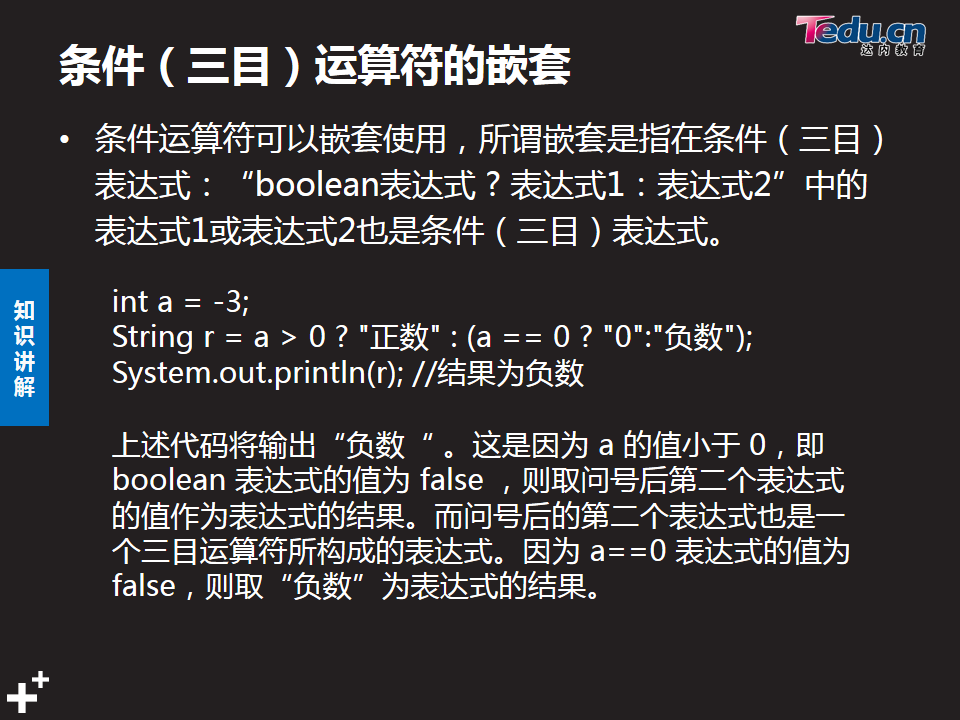 Tedu.cn
达内教育
条件（三目）运算符的嵌套
• 条件运算符可以嵌套使用，所谓嵌套是指在条件（三目）
表达式：“boolean表达式？表达式1：表达式2”中的
表达式1或表达式2也是条件（三目）表达式。
知
识
讲
解
int a = -3;
String r = a > 0 ? "正数" : (a == 0 ? "0":"负数");
System.out.println(r); //结果为负数
上述代码将输出“负数“ 。这是因为 a 的值小于 0，即
boolean 表达式的值为 false ，则取问号后第二个表达式
的值作为表达式的结果。而问号后的第二个表达式也是一
个三目运算符所构成的表达式。因为 a==0 表达式的值为
false，则取“负数”为表达式的结果。